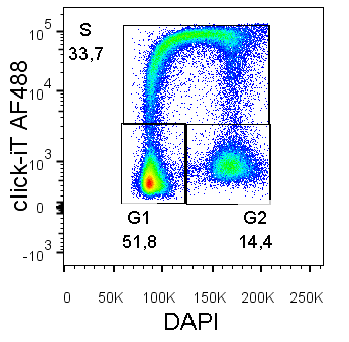 S
33,7
10^5
10^4
10^3
0
-10^3
click-iT AF488
G1
51,8
G2
14,4
0
50K
100K
150K
200K
250K
DAPI